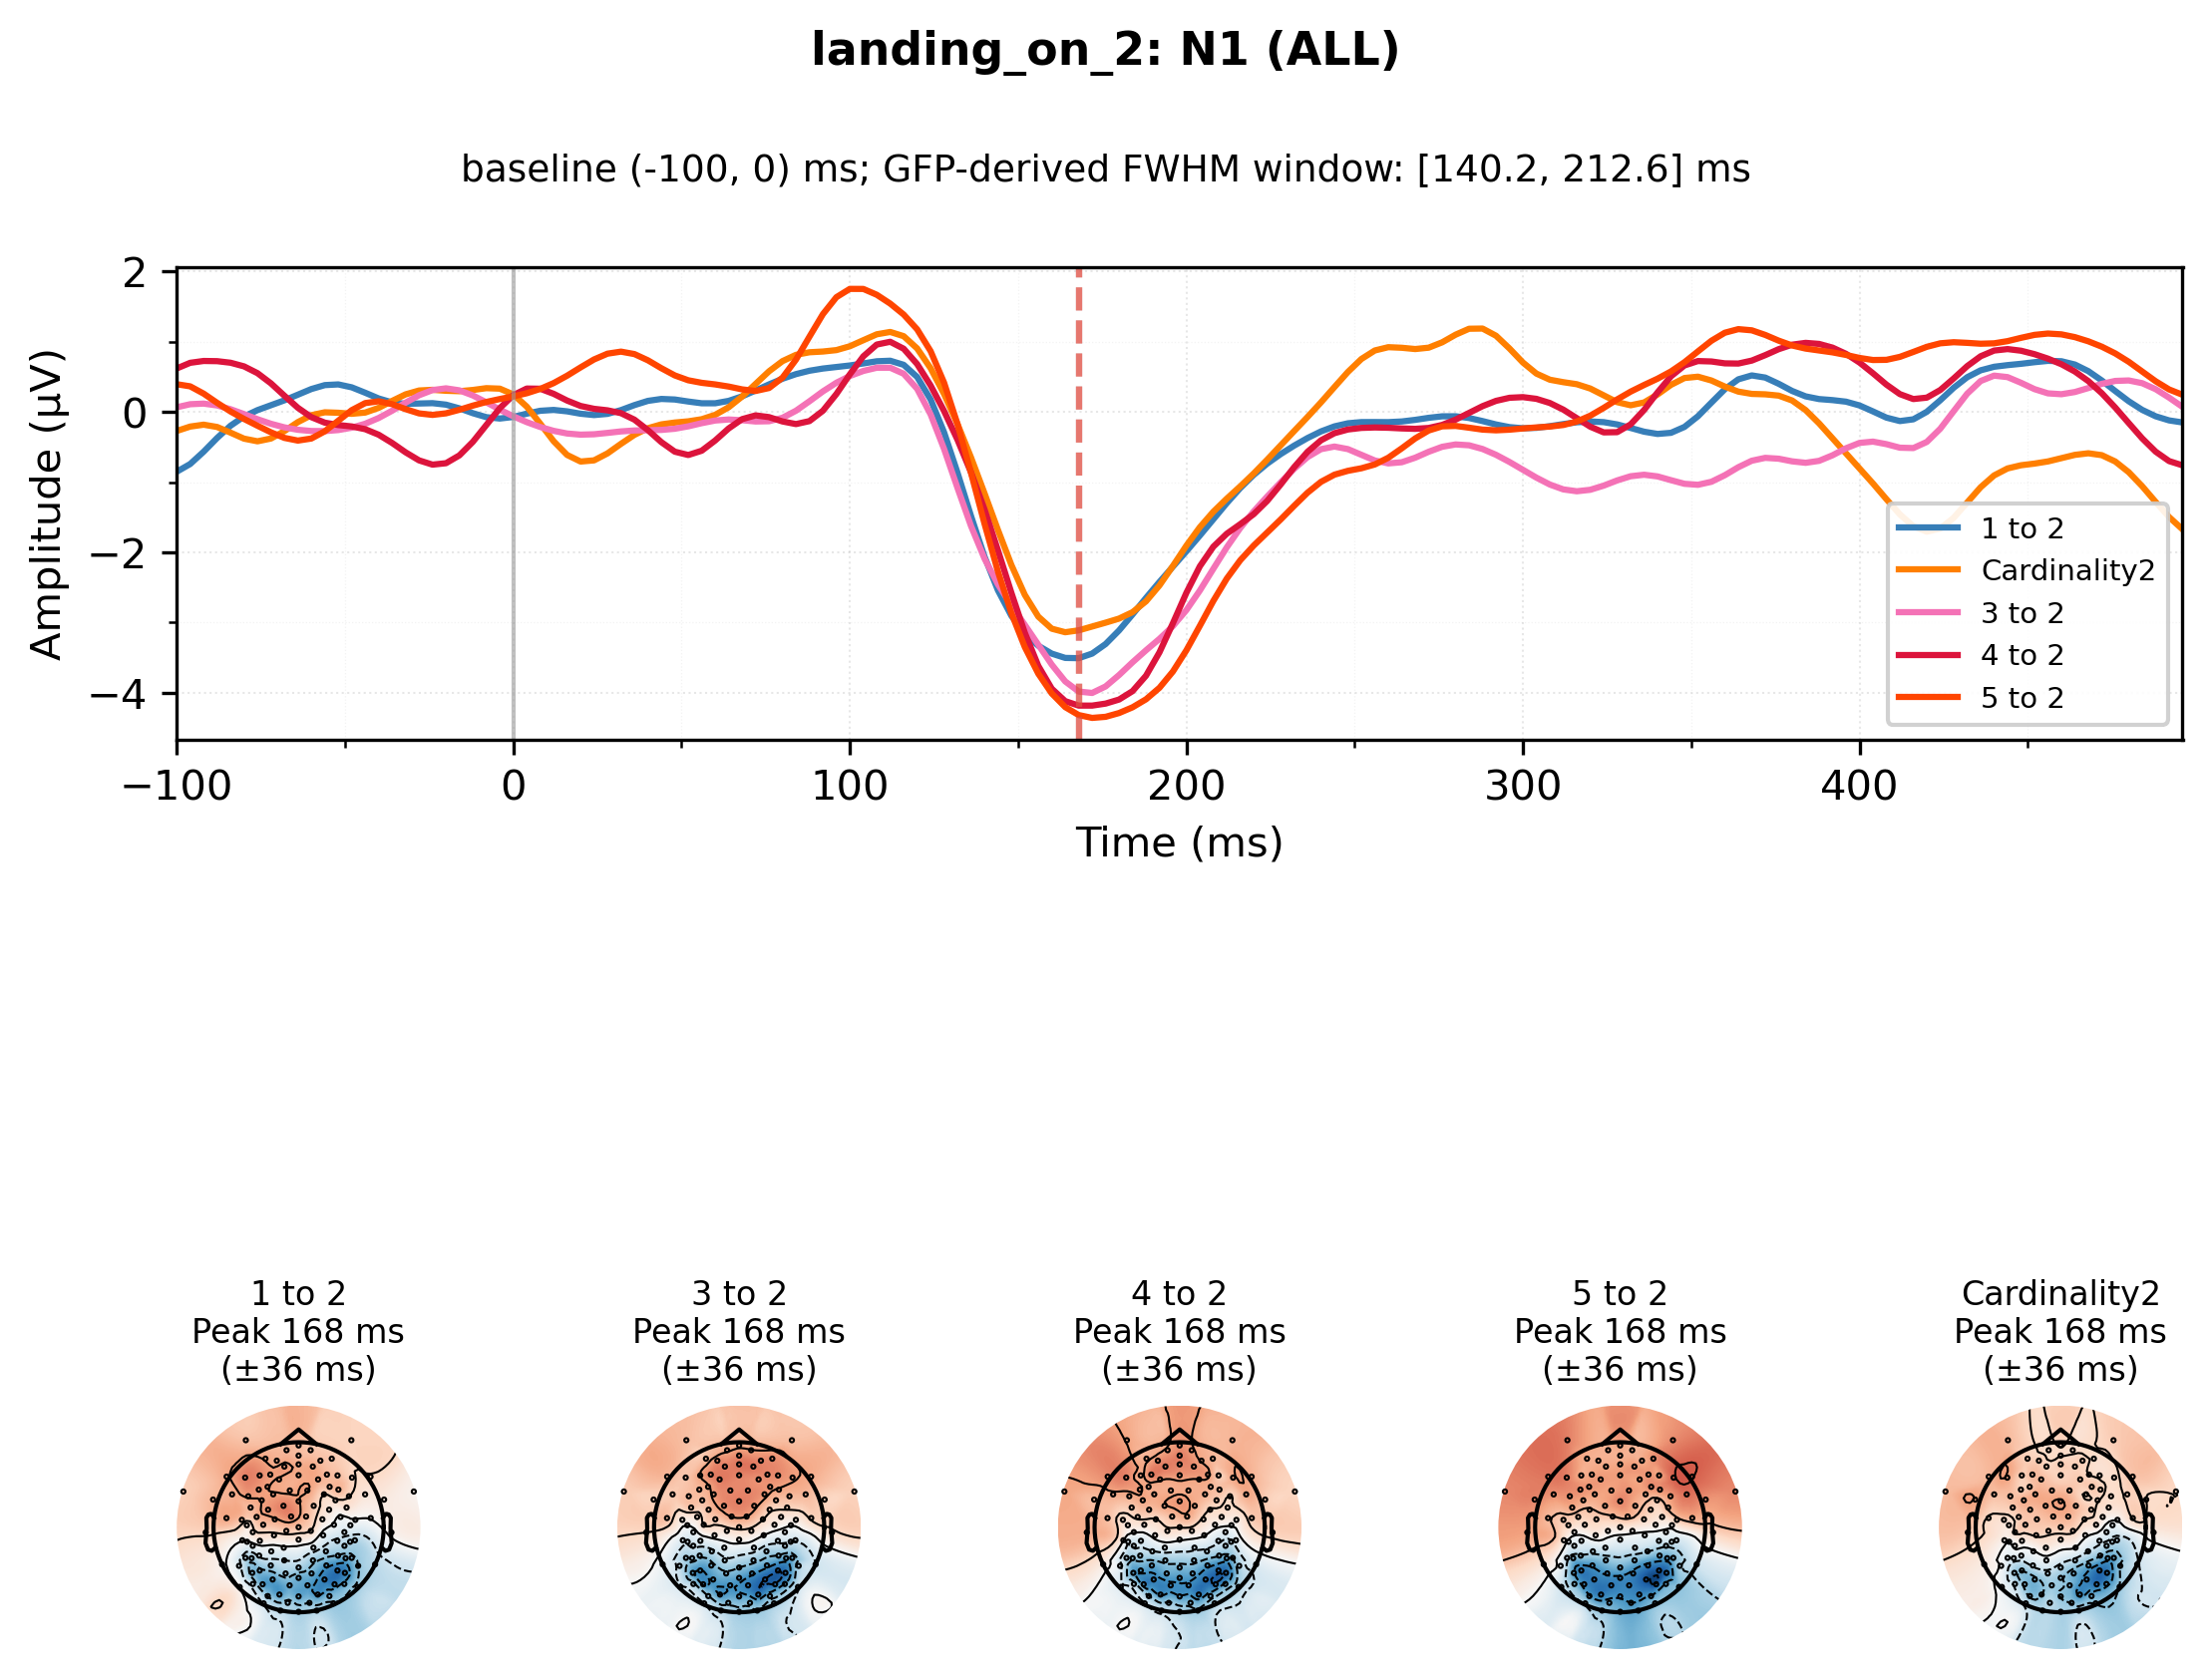 landing_on_2: N1 (ALL)
baseline (-100, 0) ms; GFP-derived FWHM window: [140.2, 212.6] ms
2
0
−2
−4
Amplitude (µV)
−100
0
100
200
300
400
Time (ms)
1 to 2
Cardinality2
3 to 2
4 to 2
5 to 2
1 to 2
Peak 168 ms
(±36 ms)
3 to 2
Peak 168 ms
(±36 ms)
4 to 2
Peak 168 ms
(±36 ms)
5 to 2
Peak 168 ms
(±36 ms)
Cardinality2
Peak 168 ms
(±36 ms)